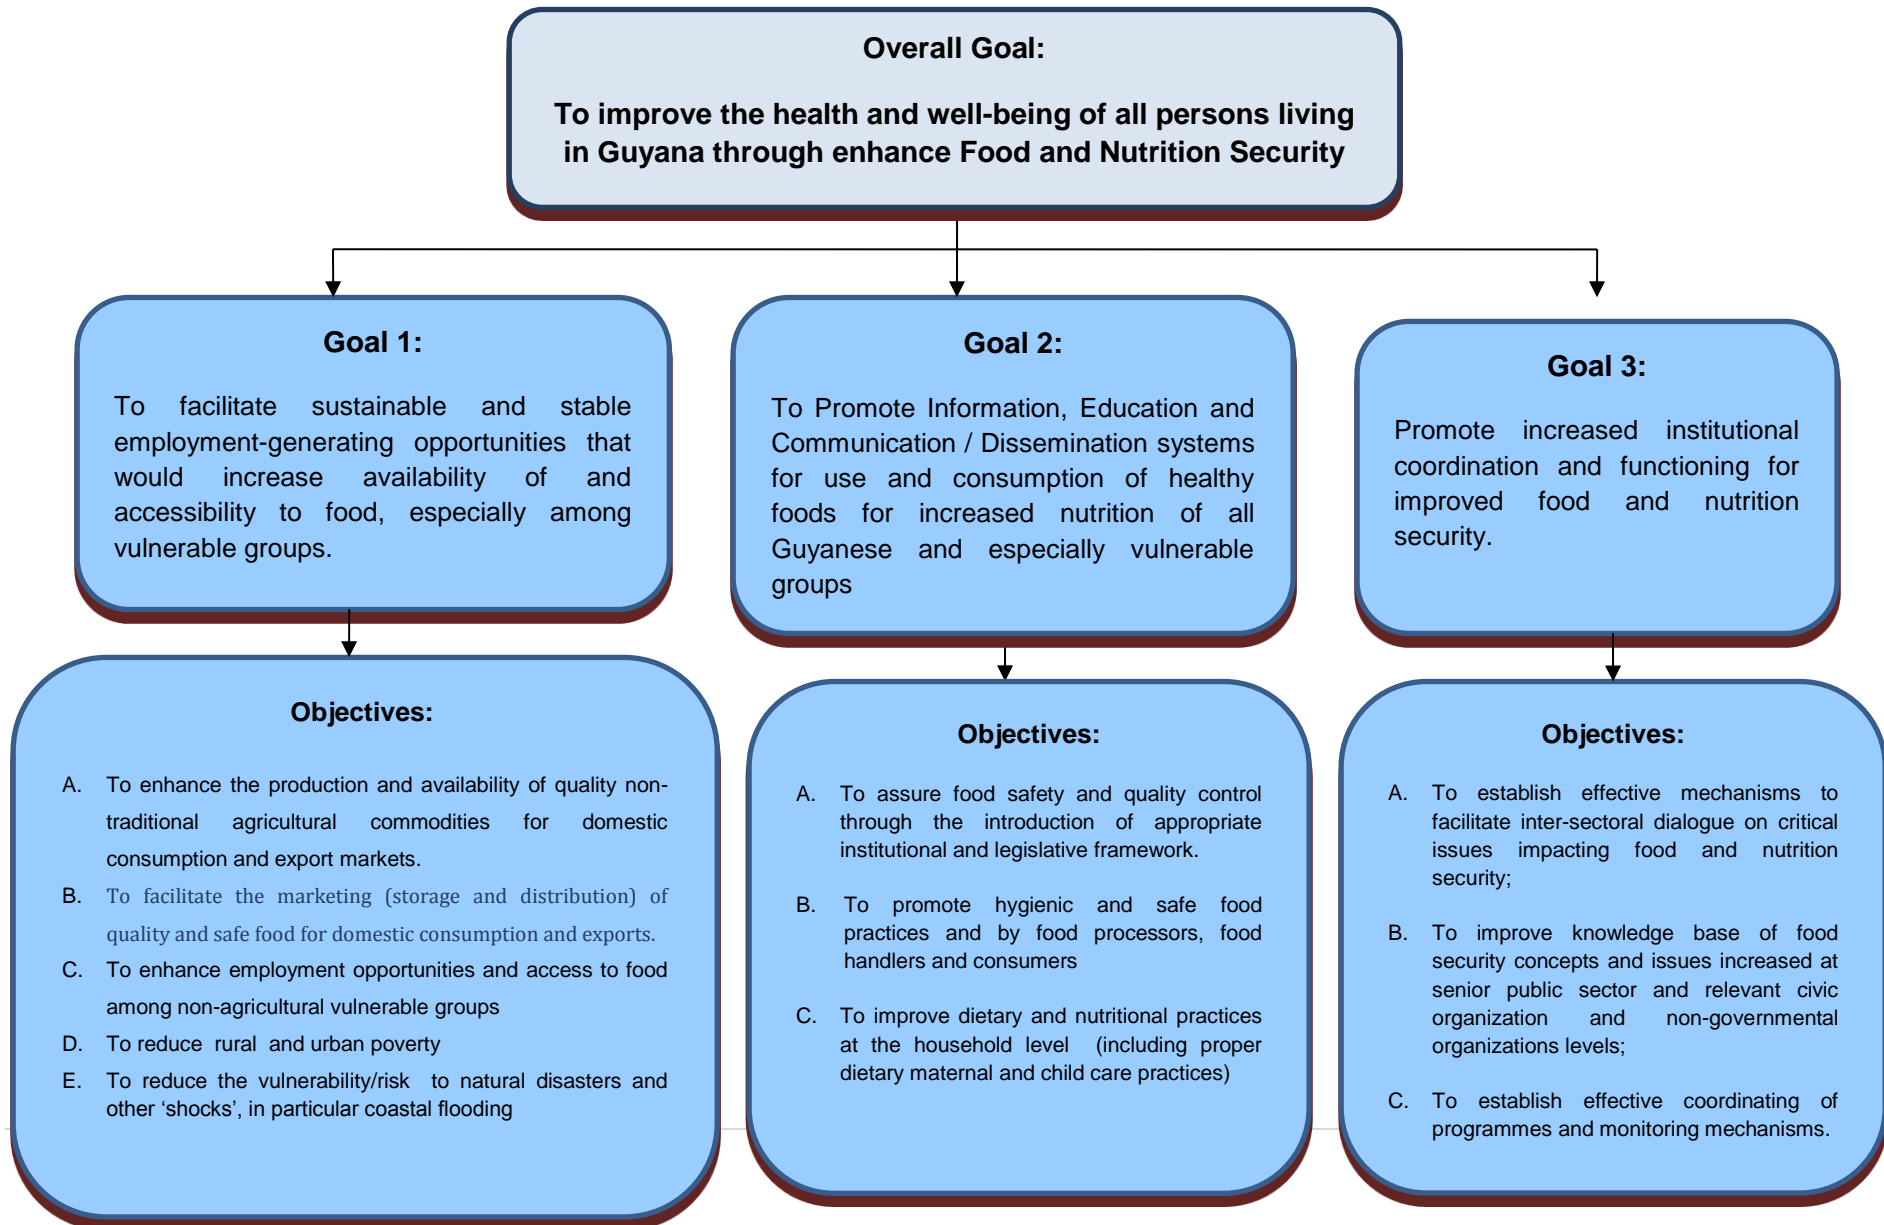 Overall Goal:
To improve the health and well-being of all persons living
in Guyana through enhance Food and Nutrition Security
Goal 1:
To facilitate sustainable and stable
employment-generating opportunities that
would increase availability of and
accessibility to food, especially among
vulnerable groups.
Goal 2:
To Promote Information, Education and
Communication / Dissemination systems
for use and consumption of healthy
foods for increased nutrition of all
Guyanese and especially vulnerable
groups
Goal 3:
Promote increased institutional
coordination and functioning for
improved food and nutrition
security.
Objectives:
A. To enhance the production and availability of quality non-
traditional agricultural commodities for domestic
consumption and export markets.
B. To facilitate the marketing (storage and distribution) of
quality and safe food for domestic consumption and exports.
C. To enhance employment opportunities and access to food
among non-agricultural vulnerable groups
D. To reduce rural and urban poverty
E. To reduce the vulnerability/risk to natural disasters and
other ‘shocks’, in particular coastal flooding
Objectives:
A. To assure food safety and quality control
through the introduction of appropriate
institutional and legislative framework.
B. To promote hygienic and safe food
practices and by food processors, food
handlers and consumers
C. To improve dietary and nutritional practices
at the household level (including proper
dietary maternal and child care practices)
Objectives:
A. To establish effective mechanisms to
facilitate inter-sectoral dialogue on critical
issues impacting food and nutrition
security;
B. To improve knowledge base of food
security concepts and issues increased at
senior public sector and relevant civic
organization and non-governmental
organizations levels;
C. To establish effective coordinating of
programmes and monitoring mechanisms.